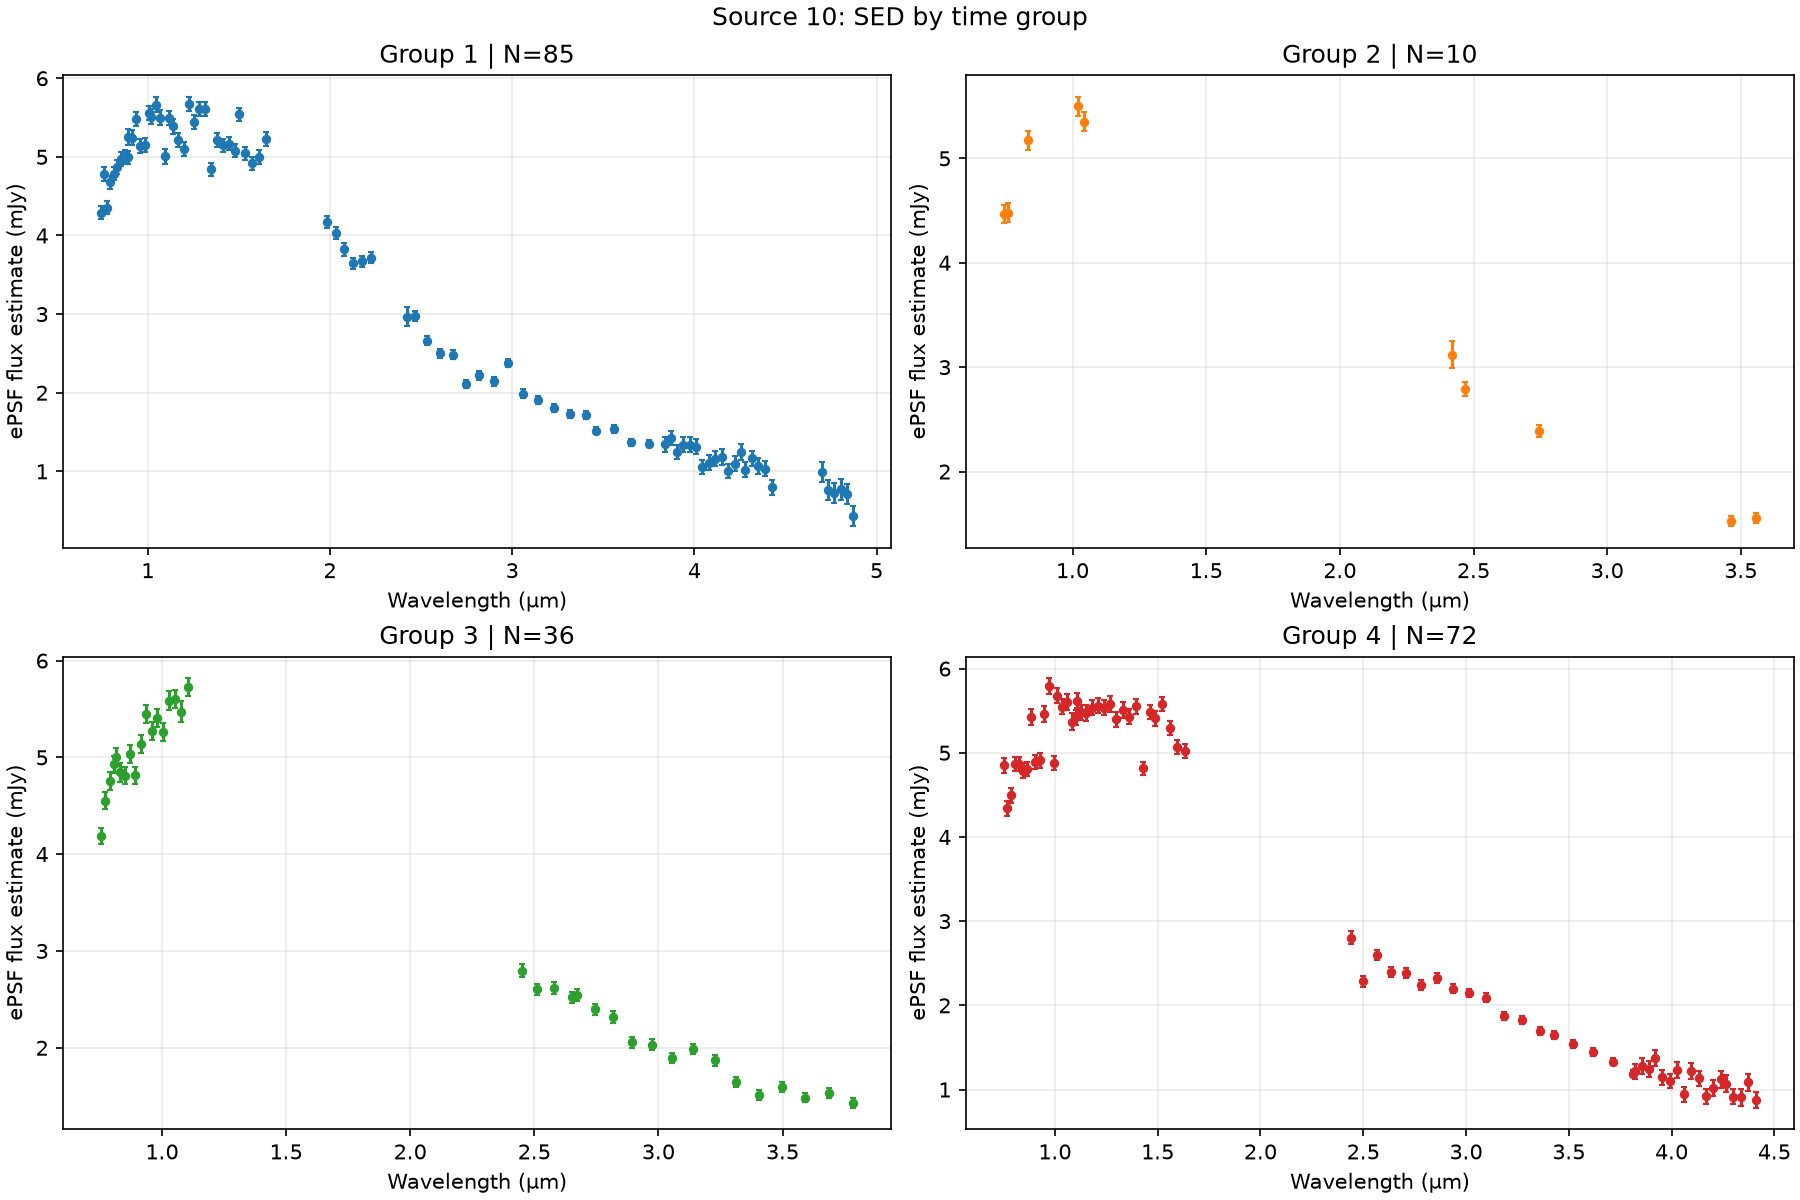 Source 10: SED by time group
Group 1 | N=85
ePSF flux estimate (mJy)
6
5
4
3
2
1
1 2 3 4 5
Wavelength (µm)
Group 2 | N=10
ePSF flux estimate (mJy)
5
4
3
2
1.0 1.5 2.0 2.5 3.0 3.5
Wavelength (µm)
Group 3 | N=36
ePSF flux estimate (mJy)
6
5
4
3
2
1.0 1.5 2.0 2.5 3.0 3.5
Wavelength (µm)
Group 4 | N=72
ePSF flux estimate (mJy)
6
5
4
3
2
1
1.0 1.5 2.0 2.5 3.0 3.5 4.0 4.5
Wavelength (µm)